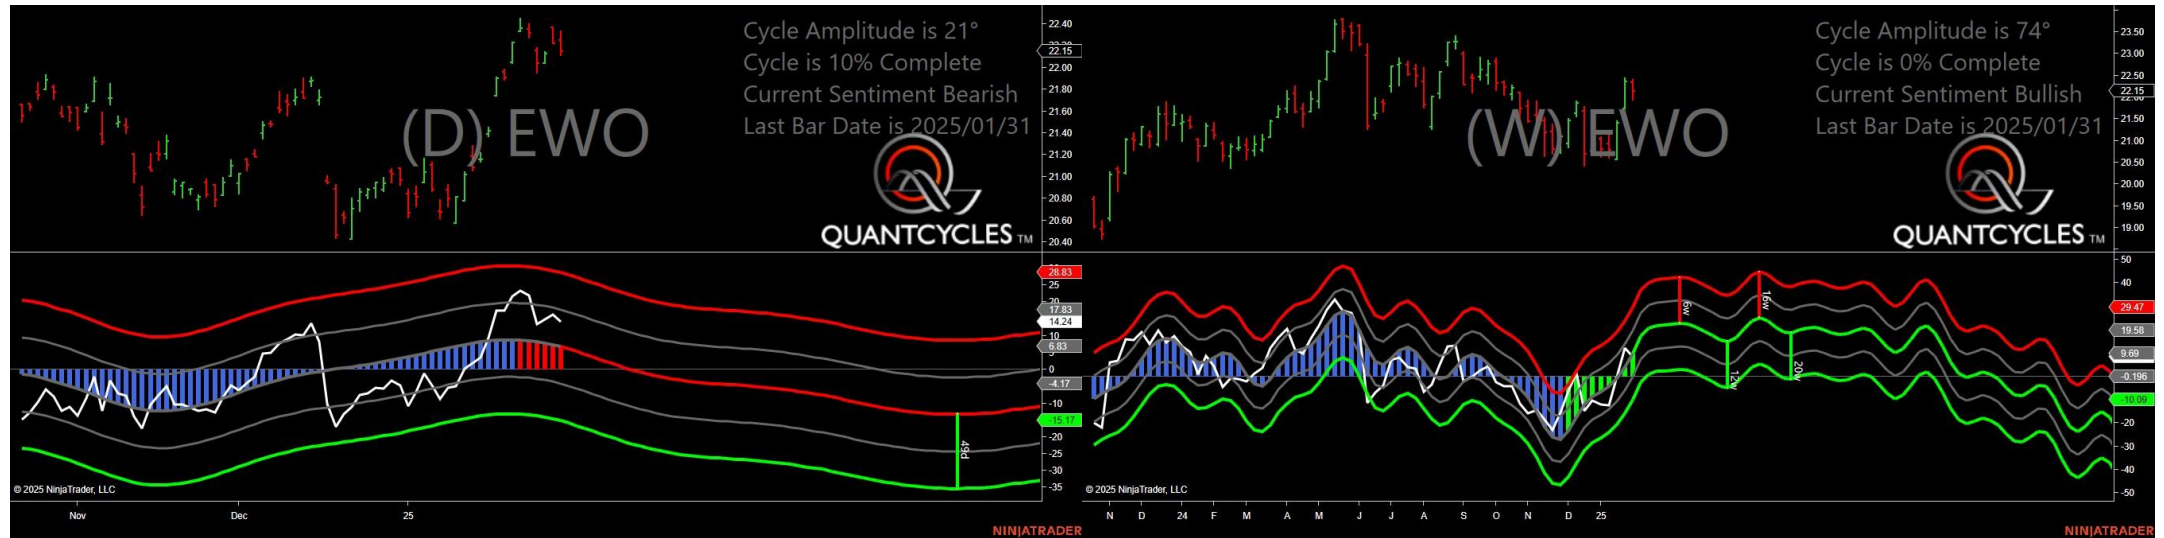 Cycle Amplitude is 21°
Cycle is 10% Complete
Current Sentiment Bearish
Last Bar Date is 2025/01/31
(D) EWO
QUANTCYCLES TM
22.40
22.15
22.00
21.80
21.60
21.40
21.20
21.00
20.80
20.60
20.40
28.83
25
20
17.83
14.24
10
6.83
0
-4.17
-10
-15.17
-20
-25
-30
-35
49d
© 2025 NinjaTrader, LLC
Nov
Dec
25
NINJATRADER
Cycle Amplitude is 74°
Cycle is 0% Complete
Current Sentiment Bullish
Last Bar Date is 2025/01/31
(W) EWO
QUANTCYCLES TM
23.50
23.00
22.50
22.15
22.00
21.50
21.00
20.50
20.00
19.50
19.00
50
40
29.47
19.58
9.69
-0.196
-10.09
-20
-30
-40
-50
6w
16w
12w
20w
© 2025 NinjaTrader, LLC
N D 24 F M A M J J A S O N D 25
NINJATRADER